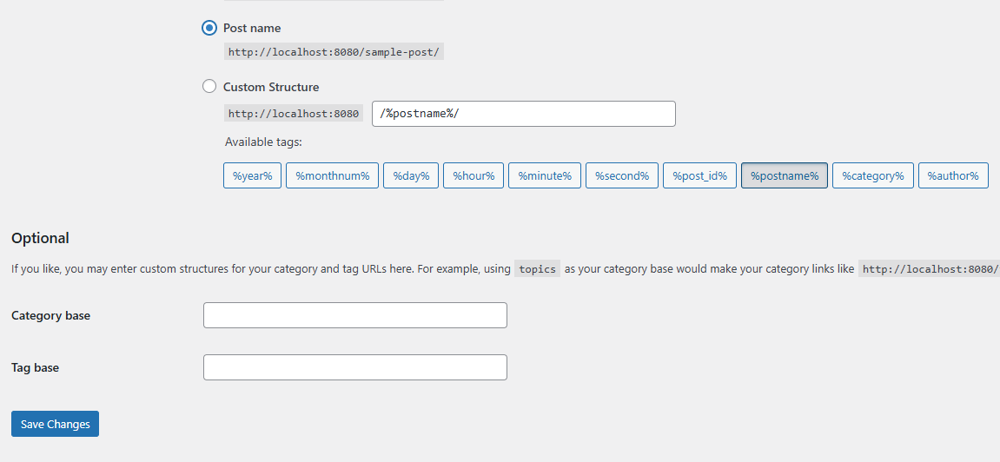 Post name
http://localhost:8080/sample-post/
Custom Structure
http://localhost:8080 /%postname%/
Available tags:
%year% %monthnum% %day% %hour% %minute% %second% %post_id% %postname% %category% %author%
Optional
If you like, you may enter custom structures for your category and tag URLs here. For example, using topics as your category base would make your category links like http://localhost:8080/
Category base
Tag base
Save Changes